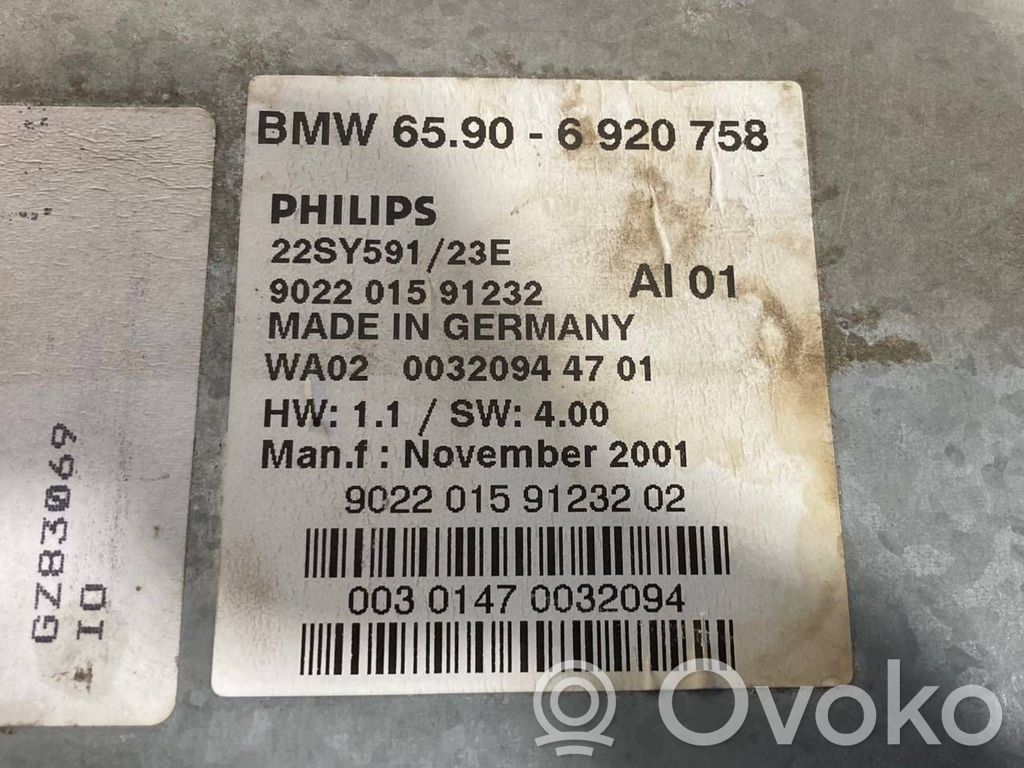 BMW 65.90 - 6 920 758
PHILIPS
22SY591/23E
9022 015 91232
AI 01
MADE IN GERMANY
WA02 0032094 47 01
HW: 1.1 / SW: 4.00
Man.f : November 2001
9022 015 91232 02
003 0147 0032094
GZ83069
IO
Ovoko